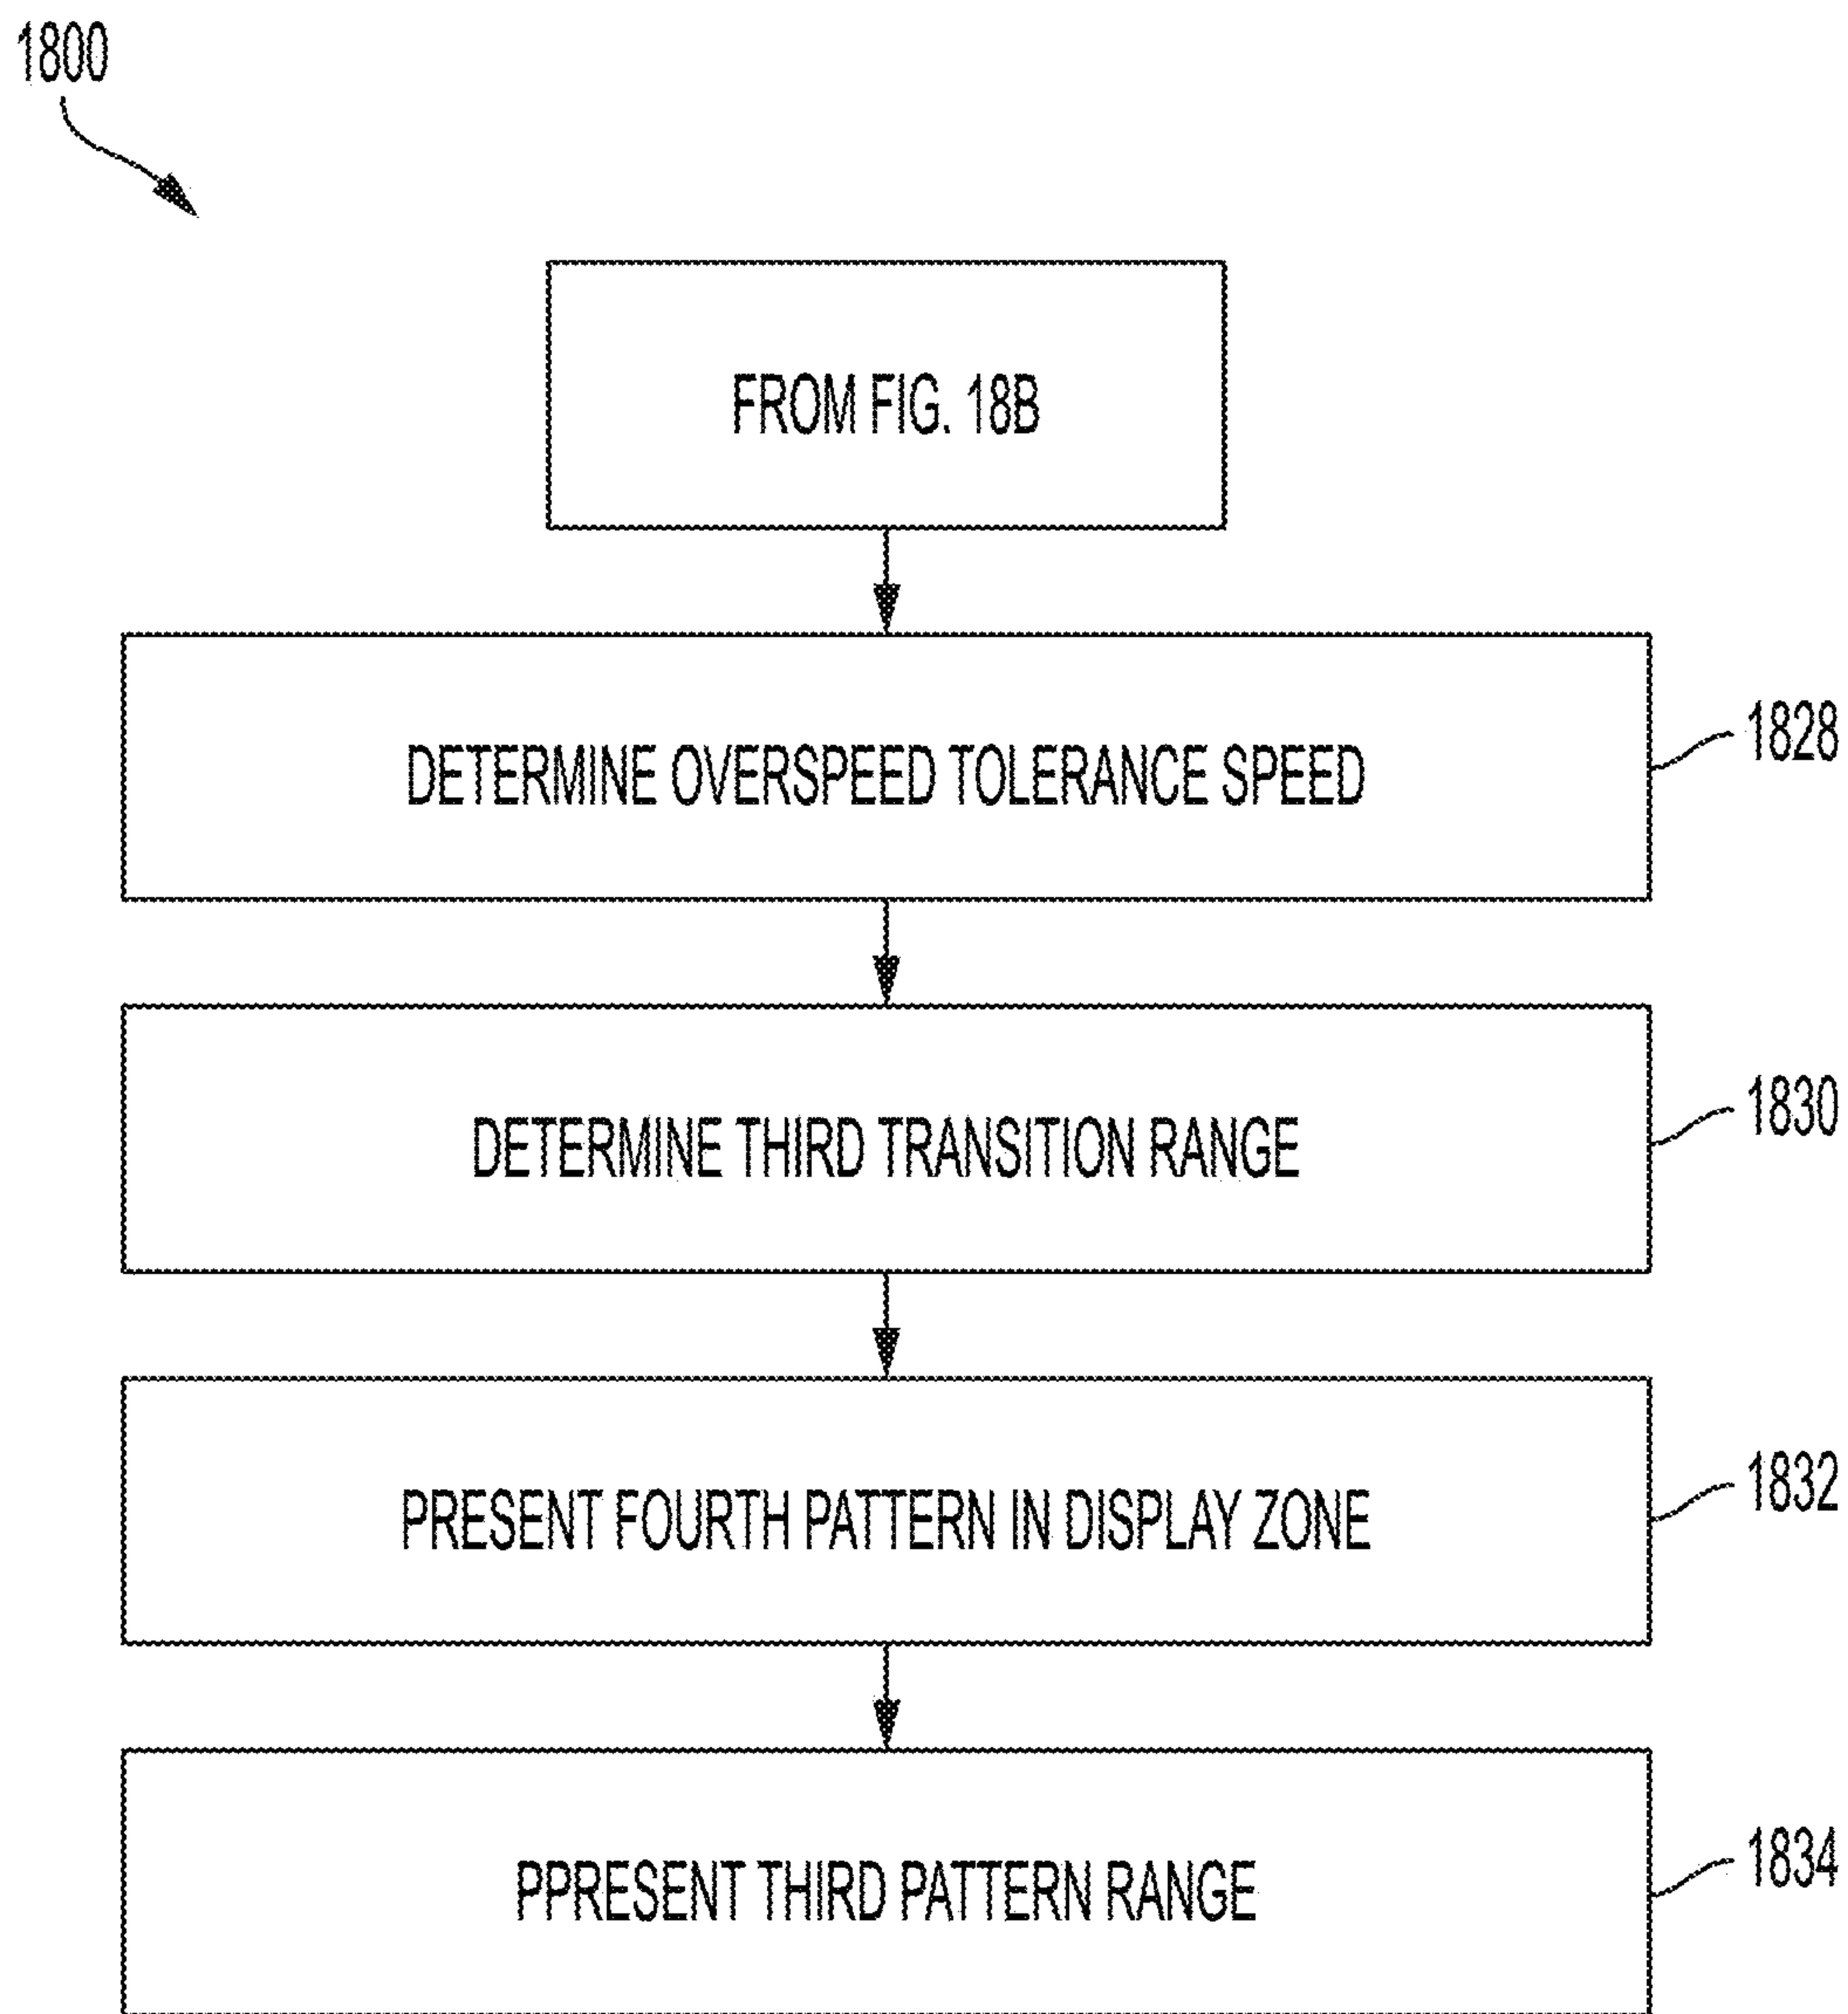 1800
FROM FIG. 18B
DETERMINE OVERSPEED TOLERANCE SPEED
1828
DETERMINE THIRD TRANSITION RANGE
1830
PRESENT FOURTH PATTERN IN DISPLAY ZONE
1832
PPRESENT THIRD PATTERN RANGE
1834